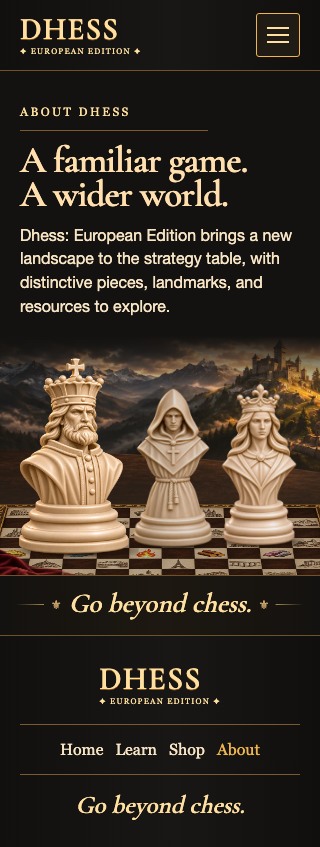 DHESS
✦ EUROPEAN EDITION ✦
ABOUT DHESS
A familiar game.
A wider world.
Dhess: European Edition brings a new
landscape to the strategy table, with
distinctive pieces, landmarks, and
resources to explore.
Go beyond chess.
DHESS
✦ EUROPEAN EDITION ✦
Home Learn Shop About
Go beyond chess.